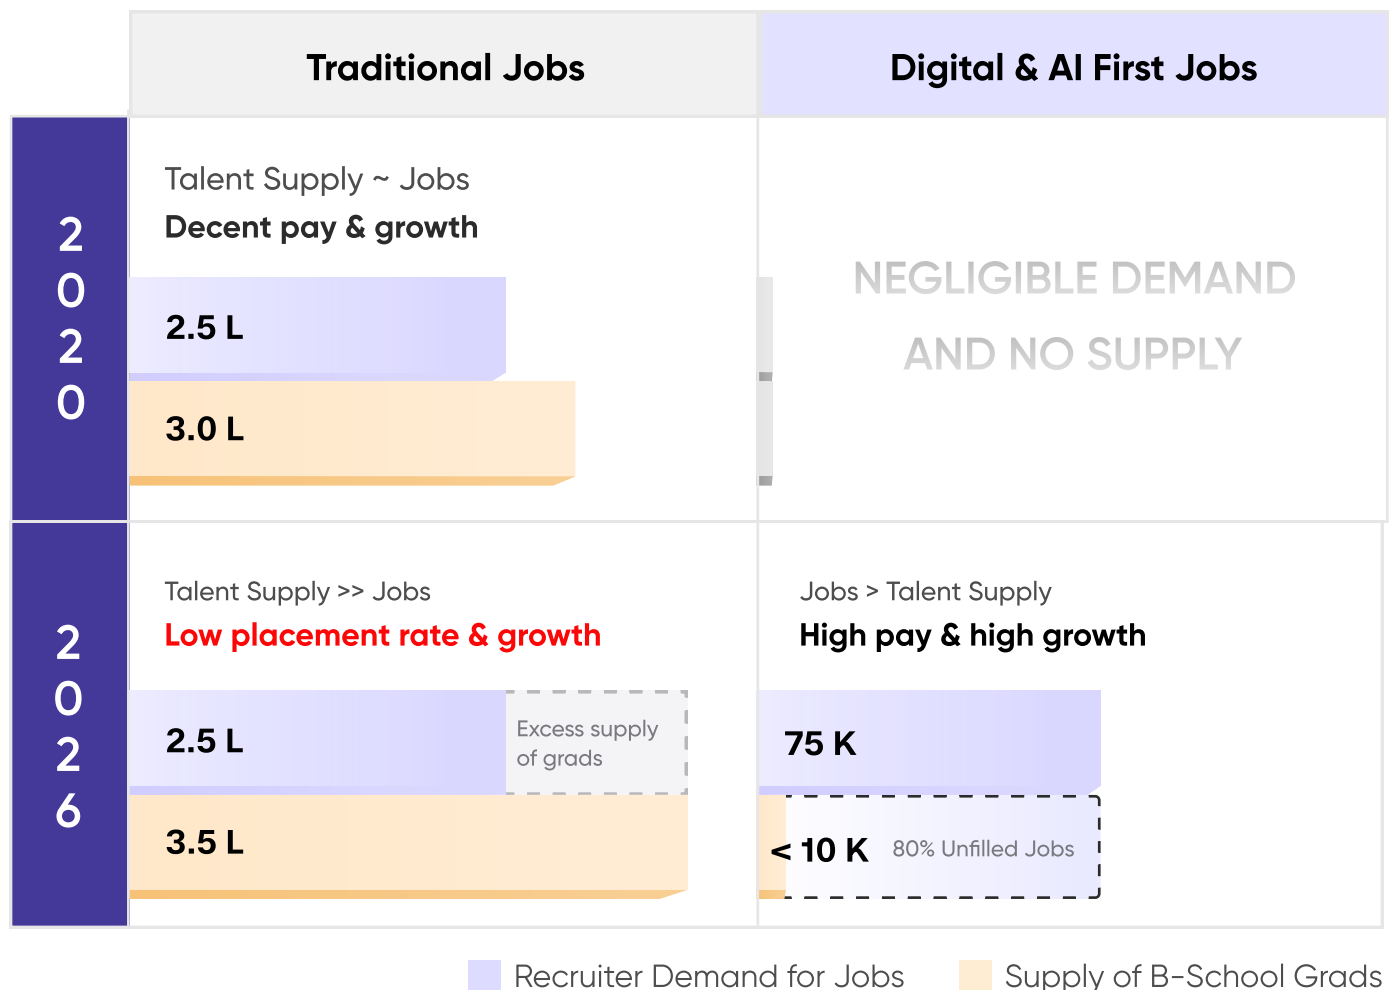 Traditional Jobs
Digital & AI First Jobs
2
0
2
0
Talent Supply ~ Jobs
Decent pay & growth
2.5 L
3.0 L
NEGLIGIBLE DEMAND
AND NO SUPPLY
2
0
2
6
Talent Supply >> Jobs
Low placement rate & growth
2.5 L
Excess supply
of grads
3.5 L
Jobs > Talent Supply
High pay & high growth
75 K
< 10 K
80% Unfilled Jobs
Recruiter Demand for Jobs
Supply of B-School Grads